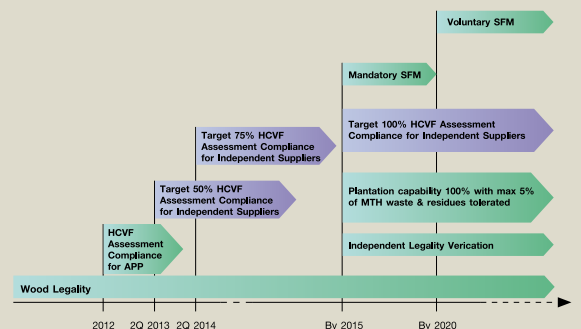 Voluntary SFM
Mandatory SFM
Target 75% HCVF
Assessment Compliance
for Independent Suppliers
Target 100% HCVF Assessment
Compliance for Independent Suppliers
Target 50% HCVF
Assessment Compliance
for Independent Suppliers
Plantation capability 100% with max 5%
of MTH waste & residues tolerated
HCVF
Assessment
Compliance
for APP
Independent Legality Verication
Wood Legality
2012 2Q 2013 2Q 2014 By 2015 By 2020